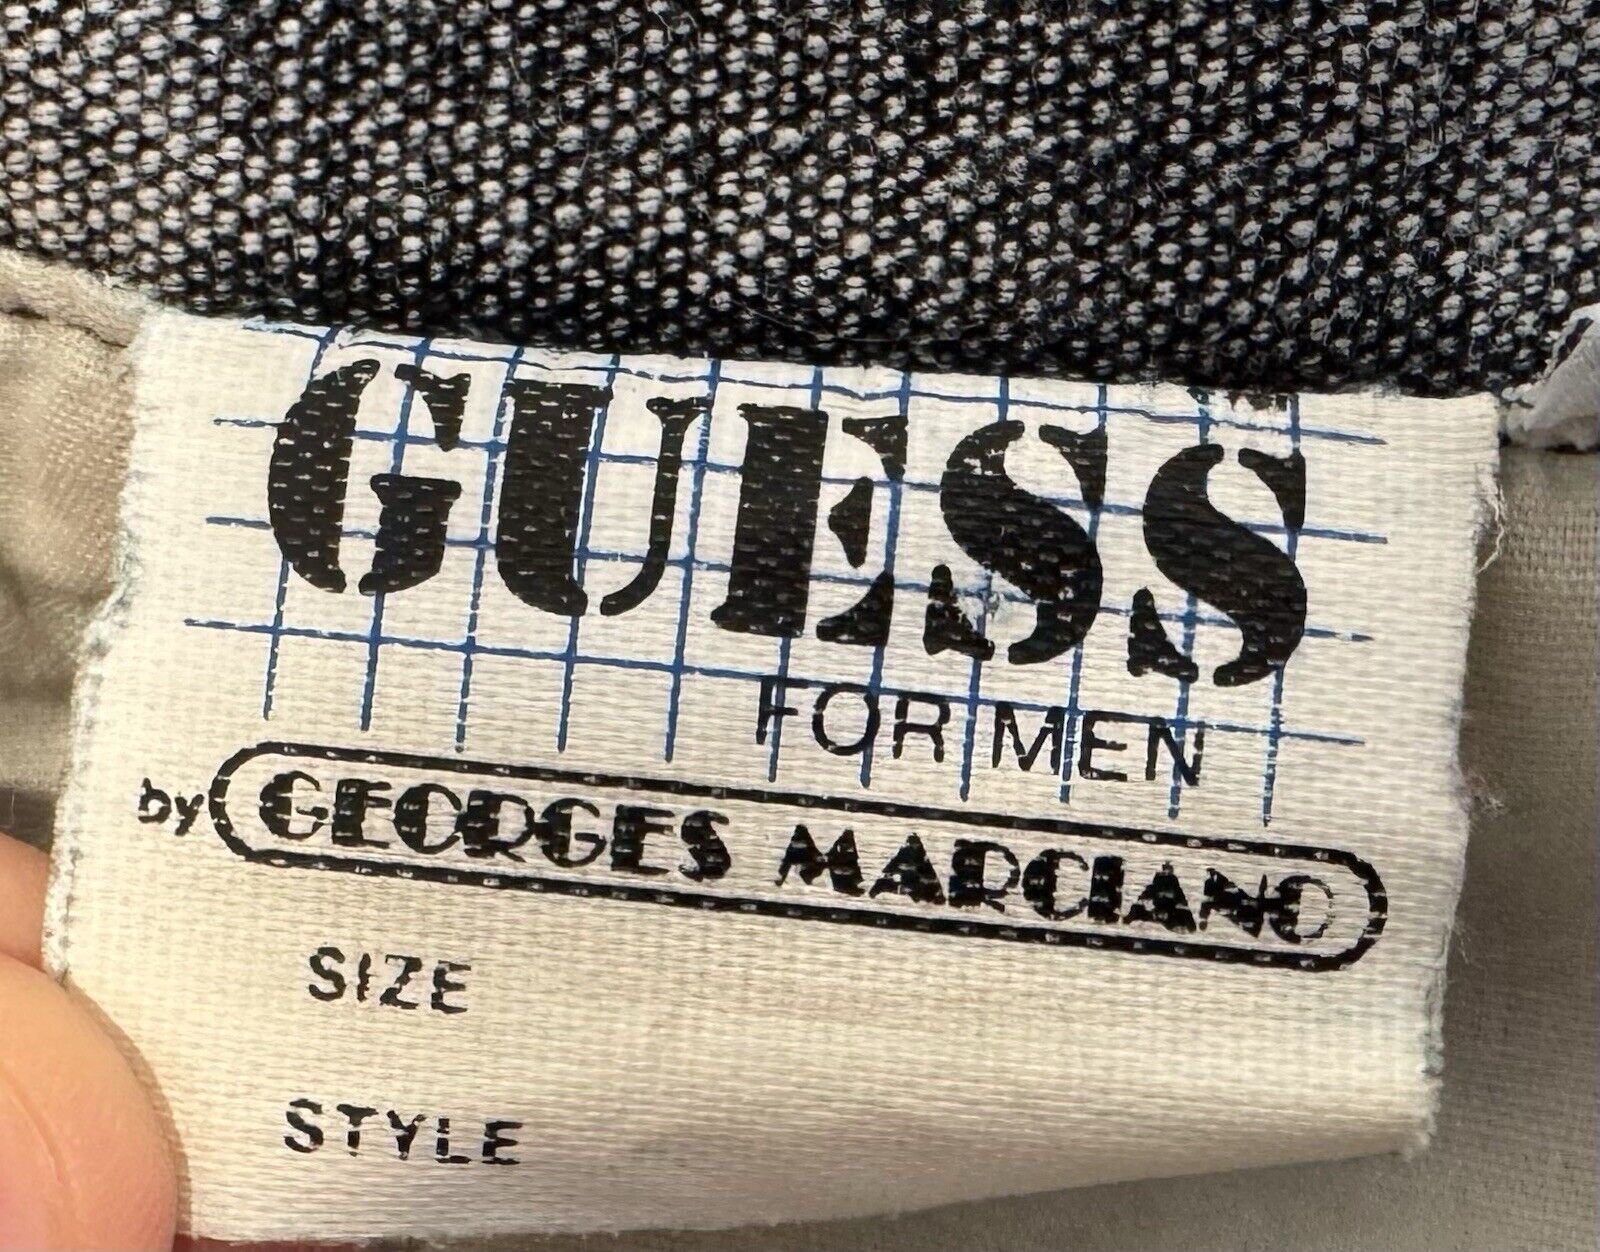 GUESS
FOR MEN
by GEORGES MARCIANO
SIZE
STYLE